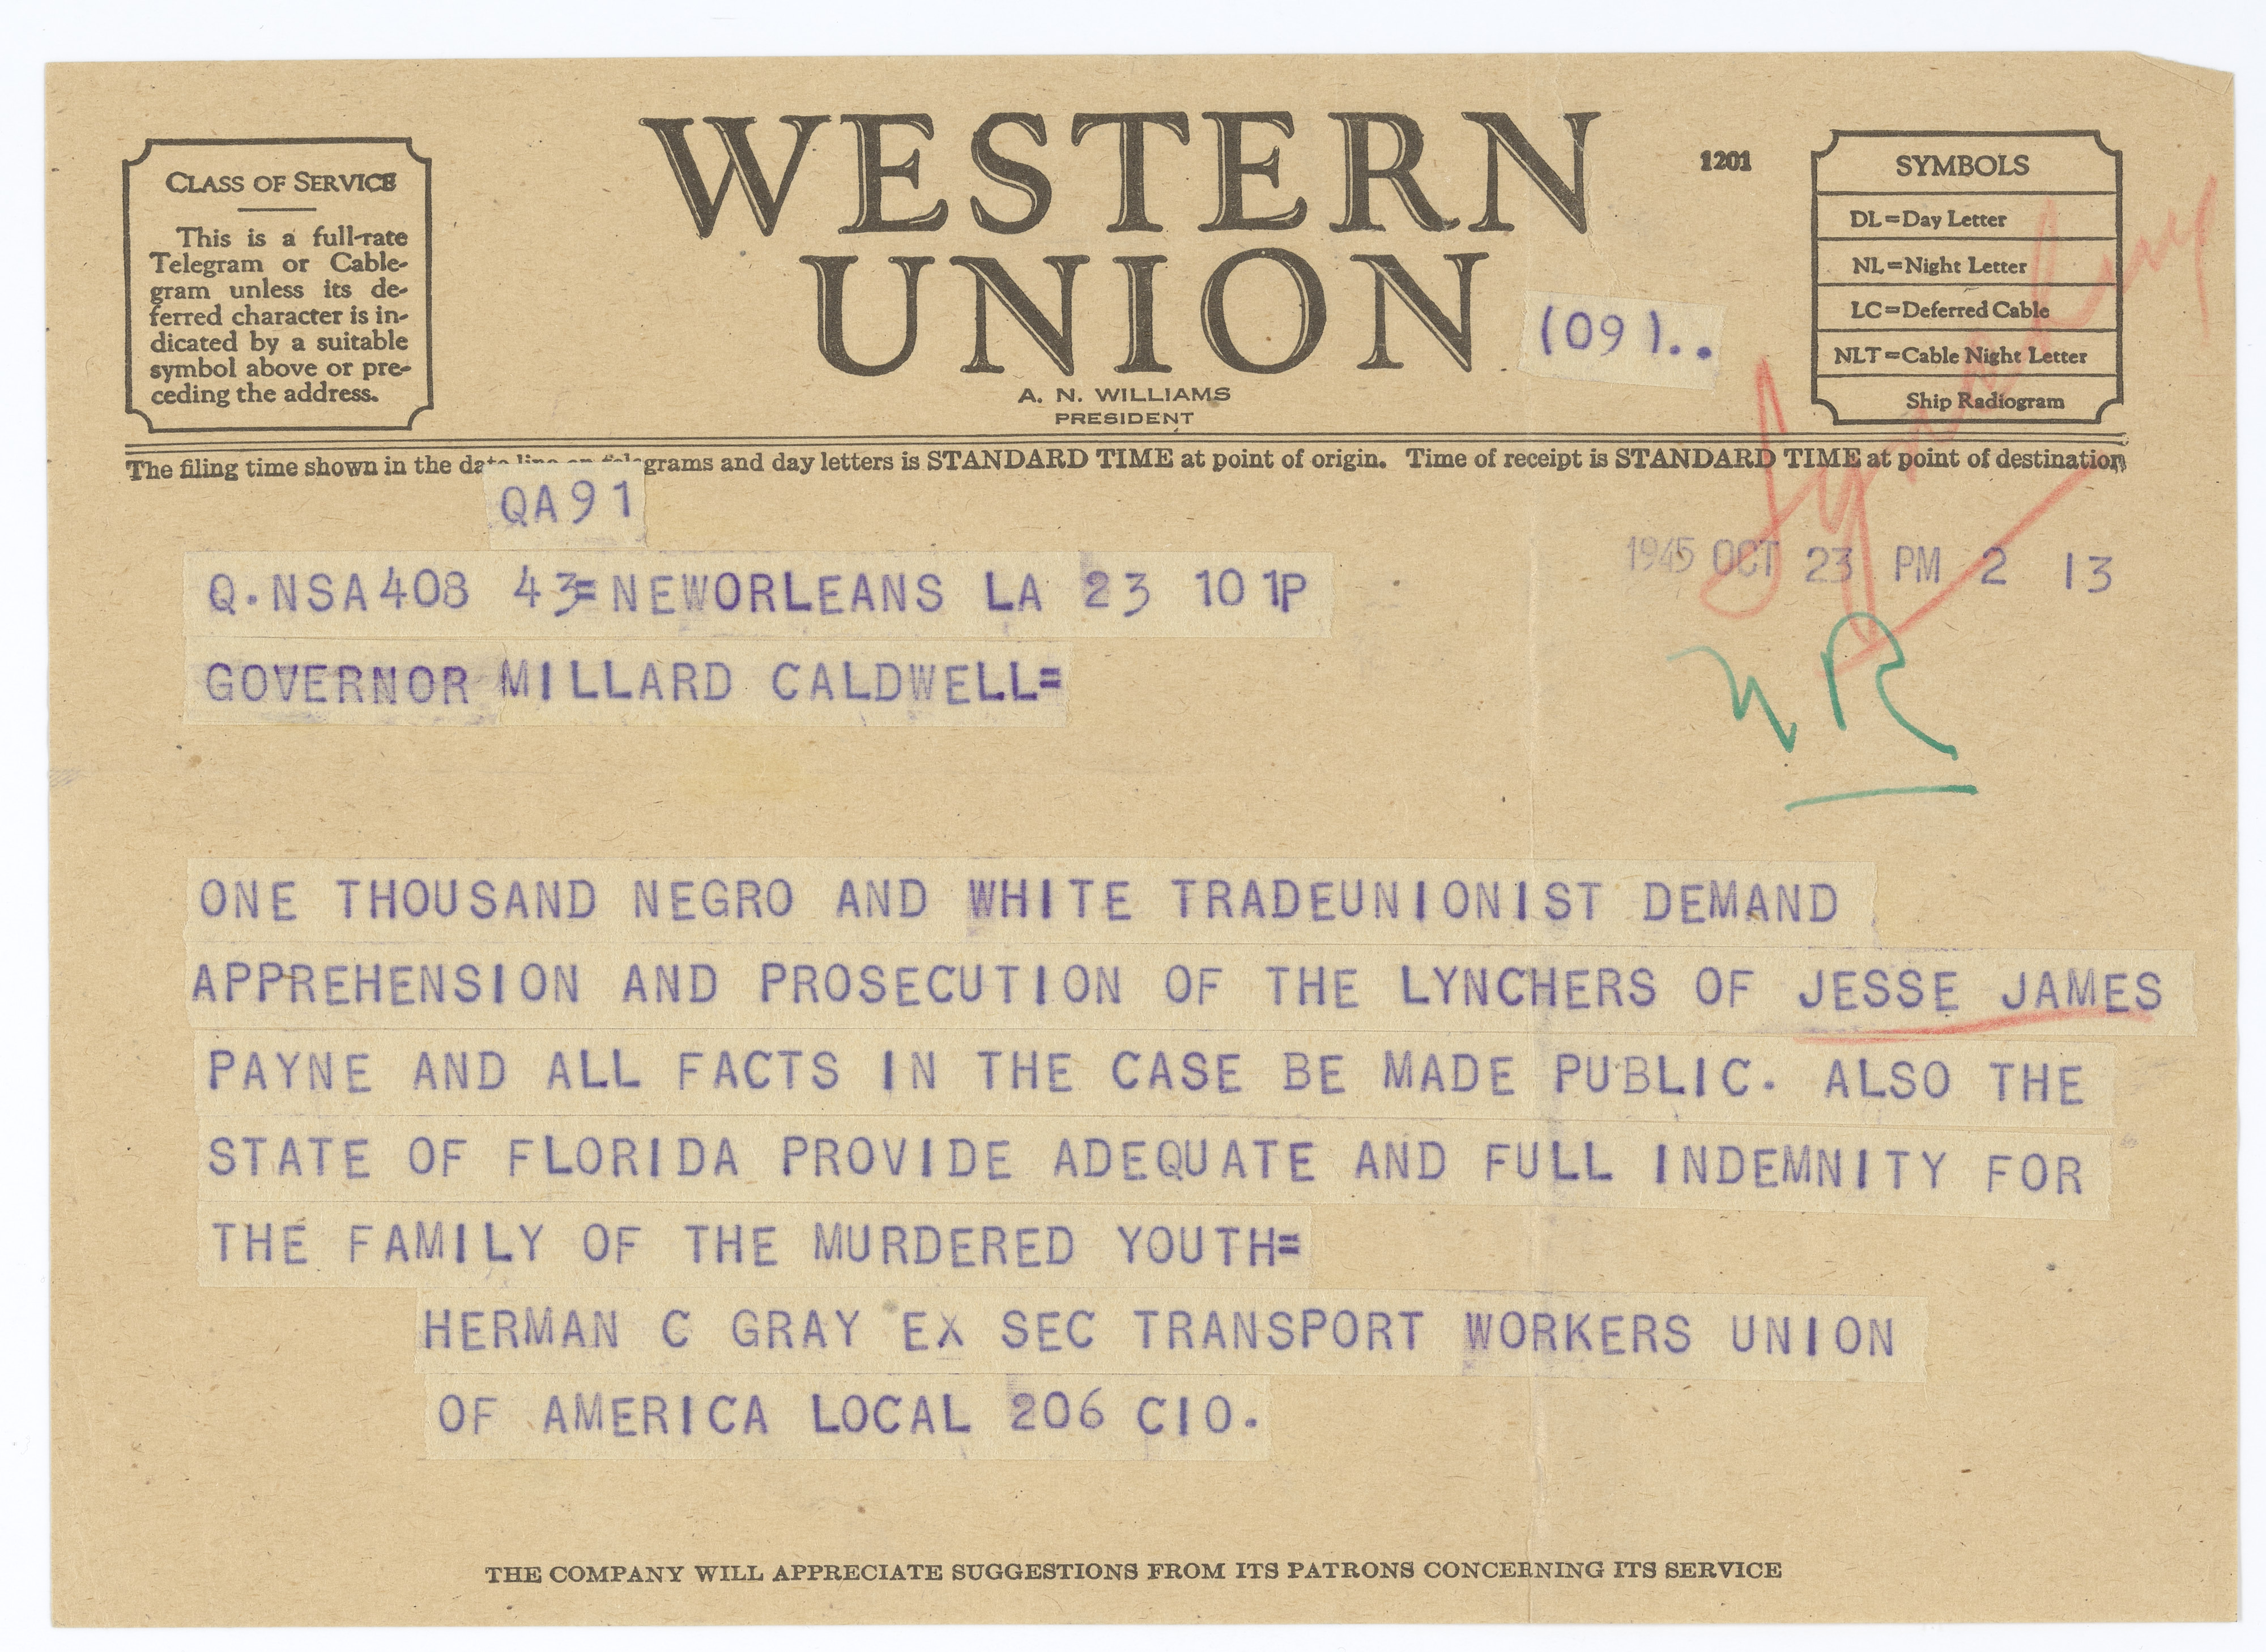 CLASS OF SERVICE
This is a full-rate
Telegram or Cable-
gram unless its de-
ferred character is in-
dicated by a suitable
symbol above or pre-
ceding the address.
WESTERN
UNION
A. N. WILLIAMS
PRESIDENT
1201
(09)..
SYMBOLS
DL=Day Letter
NL=Night Letter
LC=Deferred Cable
NLT=Cable Night Letter
Ship Radiogram
The filing time shown in the date line on telegrams and day letters is STANDARD TIME at point of origin. Time of receipt is STANDARD TIME at point of destination
Lynching
QA91
1945 OCT 23 PM 2 13
Q.NSA408 43=NEWORLEANS LA 23 101P
GOVERNOR MILLARD CALDWELL=
NR
ONE THOUSAND NEGRO AND WHITE TRADEUNIONIST DEMAND
APPREHENSION AND PROSECUTION OF THE LYNCHERS OF JESSE JAMES
PAYNE AND ALL FACTS IN THE CASE BE MADE PUBLIC. ALSO THE
STATE OF FLORIDA PROVIDE ADEQUATE AND FULL INDEMNITY FOR
THE FAMILY OF THE MURDERED YOUTH=
HERMAN C GRAY EX SEC TRANSPORT WORKERS UNION
OF AMERICA LOCAL 206 CIO.
THE COMPANY WILL APPRECIATE SUGGESTIONS FROM ITS PATRONS CONCERNING ITS SERVICE